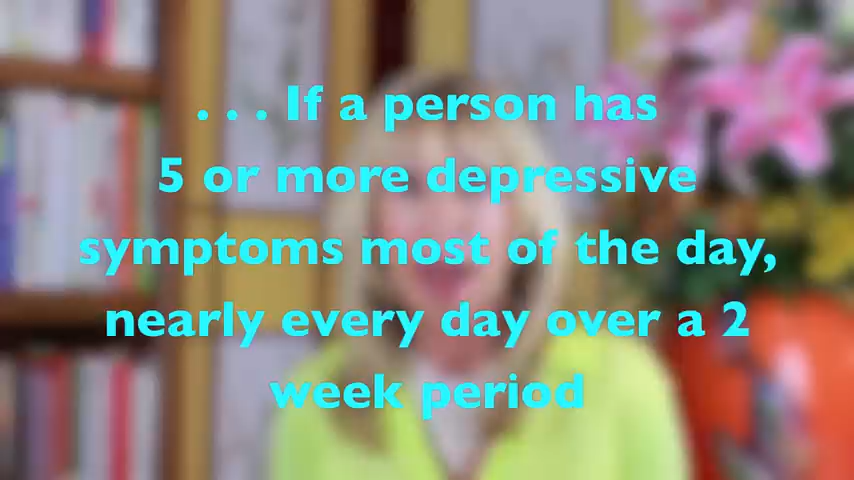 . . . If a person has
5 or more depressive
symptoms most of the day,
nearly every day over a 2
week period